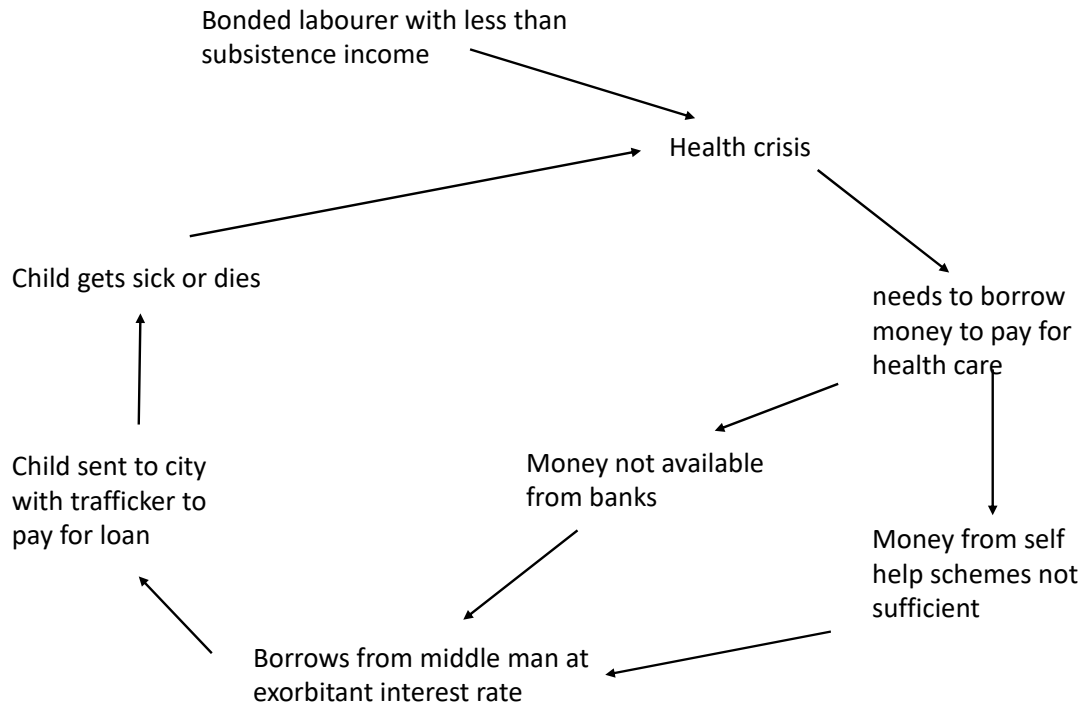 Bonded labourer with less than
subsistence income
Health crisis
Child gets sick or dies
needs to borrow
money to pay for
health care
Child sent to city
with trafficker to
pay for loan
Money not available
from banks
Money from self
help schemes not
sufficient
Borrows from middle man at
exorbitant interest rate